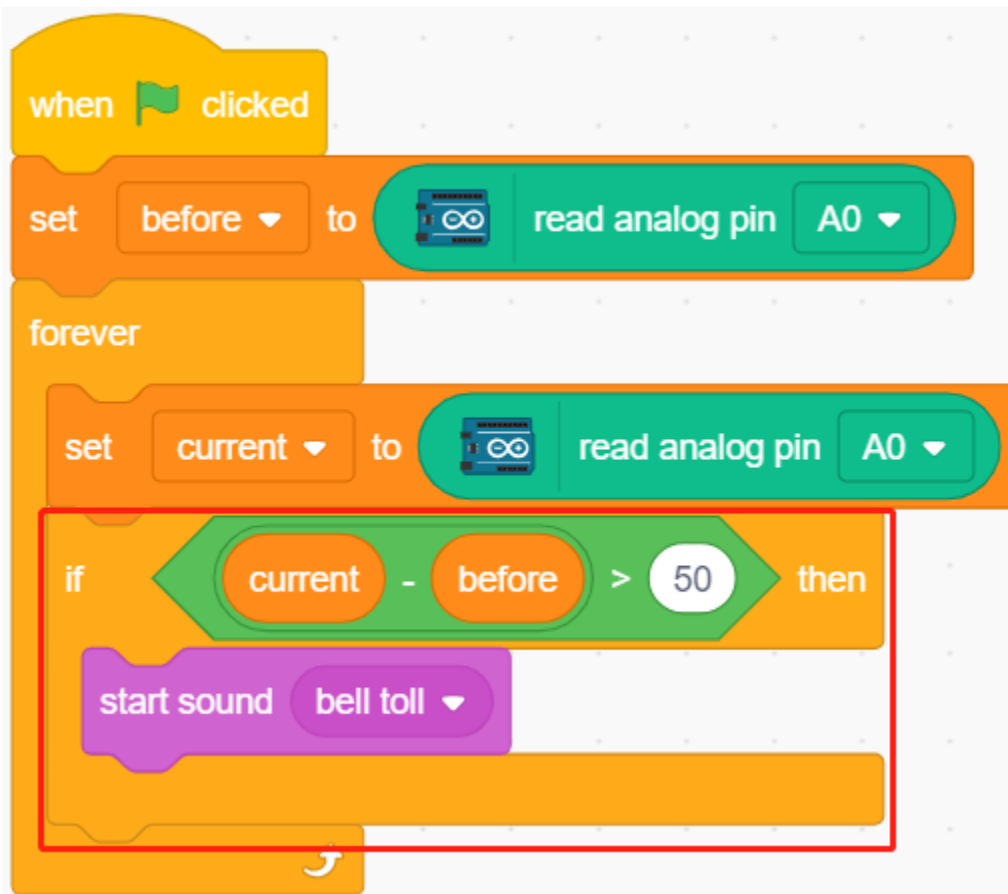 when clicked
set before to read analog pin A0
forever
set current to read analog pin A0
if current - before > 50 then
start sound bell toll